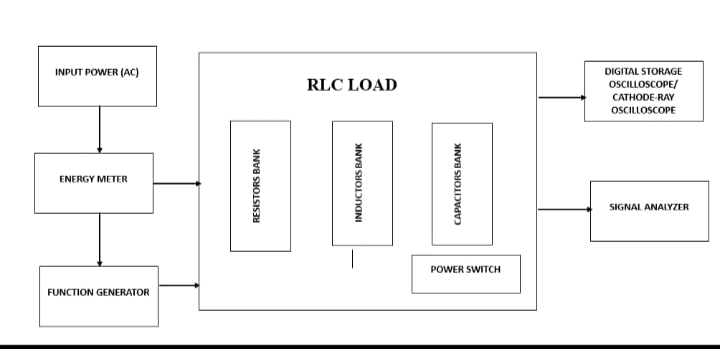 INPUT POWER (AC)
RLC LOAD
DIGITAL STORAGE
OSCILLOSCOPE/
CATHODE-RAY
OSCILLOSCOPE
ENERGY METER
RESISTORS BANK
INDUCTORS BANK
CAPACITORS BANK
SIGNAL ANALYZER
POWER SWITCH
FUNCTION GENERATOR